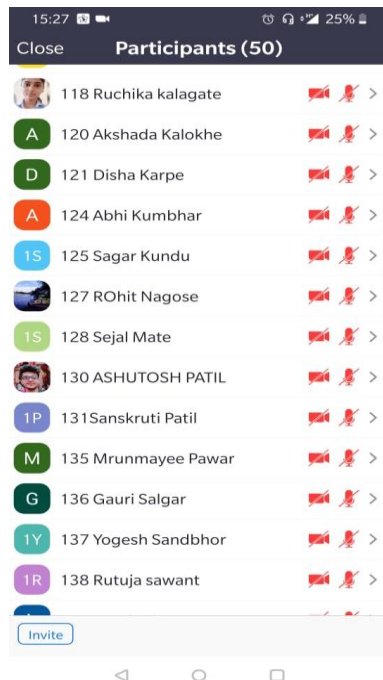 15:27 25%
Close Participants (50)
118 Ruchika kalagate
A 120 Akshada Kalokhe
D 121 Disha Karpe
A 124 Abhi Kumbhar
1S 125 Sagar Kundu
127 ROhit Nagose
1S 128 Sejal Mate
130 ASHUTOSH PATIL
1P 131Sanskruti Patil
M 135 Mrunmayee Pawar
G 136 Gauri Salgar
1Y 137 Yogesh Sandbhor
1R 138 Rutuja sawant
Invite